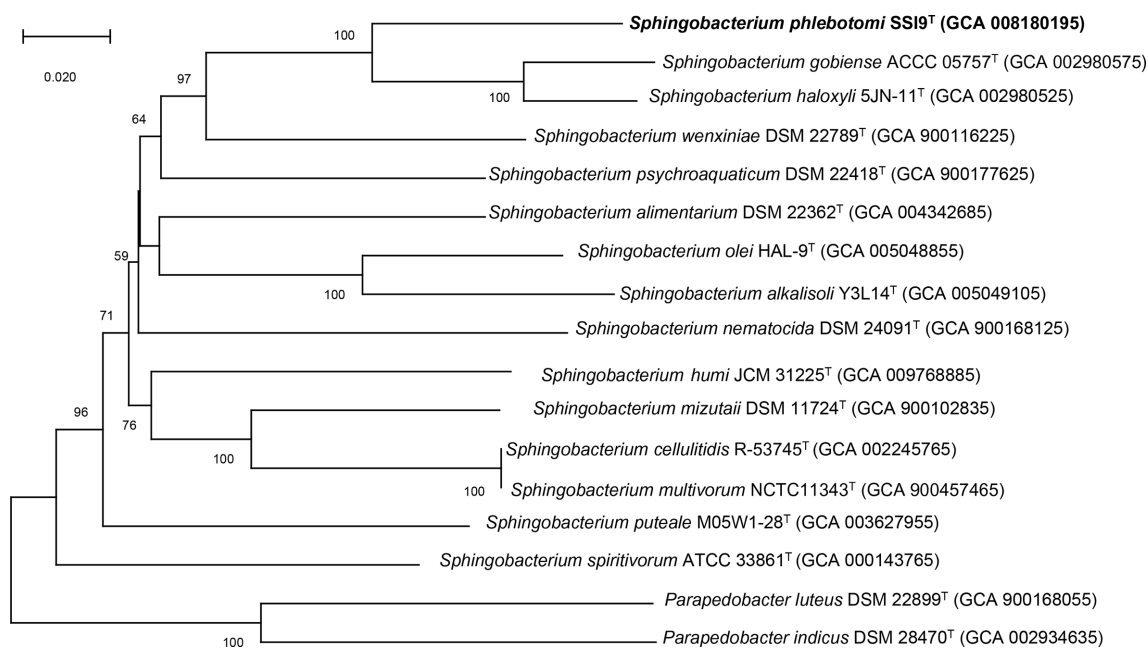 100
Sphingobacterium phlebotomi SSI9ᵀ (GCA 008180195)
0.020
97
Sphingobacterium gobiense ACCC 05757ᵀ (GCA 002980575)
100
Sphingobacterium haloxyli 5JN-11ᵀ (GCA 002980525)
64
Sphingobacterium wenxiniae DSM 22789ᵀ (GCA 900116225)
Sphingobacterium psychroaquaticum DSM 22418ᵀ (GCA 900177625)
Sphingobacterium alimentarium DSM 22362ᵀ (GCA 004342685)
59
Sphingobacterium olei HAL-9ᵀ (GCA 005048855)
100
Sphingobacterium alkalisoli Y3L14ᵀ (GCA 005049105)
71
Sphingobacterium nematocida DSM 24091ᵀ (GCA 900168125)
Sphingobacterium humi JCM 31225ᵀ (GCA 009768885)
96
Sphingobacterium mizutaii DSM 11724ᵀ (GCA 900102835)
76
Sphingobacterium cellulitidis R-53745ᵀ (GCA 002245765)
100
100
Sphingobacterium multivorum NCTC11343ᵀ (GCA 900457465)
Sphingobacterium puteale M05W1-28ᵀ (GCA 003627955)
Sphingobacterium spiritivorum ATCC 33861ᵀ (GCA 000143765)
Parapedobacter luteus DSM 22899ᵀ (GCA 900168055)
100
Parapedobacter indicus DSM 28470ᵀ (GCA 002934635)